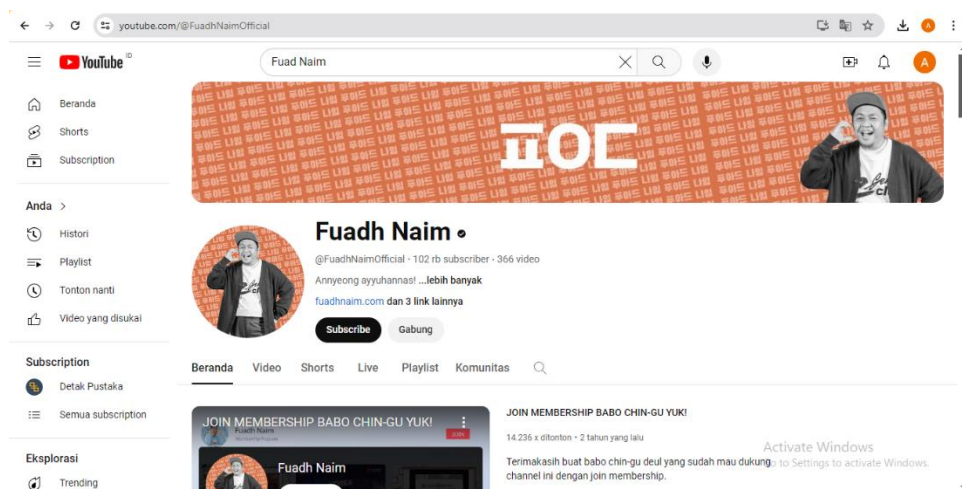 youtube.com/@FuadhNaimOfficial
A
YouTube ID
Fuad Naim
A
Beranda
Shorts
Subscription
Anda >
Histori
Playlist
Tonton nanti
Video yang disukai
Subscription
Detak Pustaka
Semua subscription
Eksplorasi
Trending
푸아드 나임
표아드
Fuadh Naim
@FuadhNaimOfficial · 102 rb subscriber · 366 video
Annyeong ayyuhannas! ...lebih banyak
fuadhnaim.com dan 3 link lainnya
Subscribe Gabung
Beranda Video Shorts Live Playlist Komunitas
JOIN MEMBERSHIP BABO CHIN-GU YUK!
Fuadh Naim
JOIN
Fuadh Naim
JOIN MEMBERSHIP BABO CHIN-GU YUK!
14.236 x ditonton · 2 tahun yang lalu
Terimakasih buat babo chin-gu deul yang sudah mau dukung
channel ini dengan join membership.
Activate Windows
Go to Settings to activate Windows.